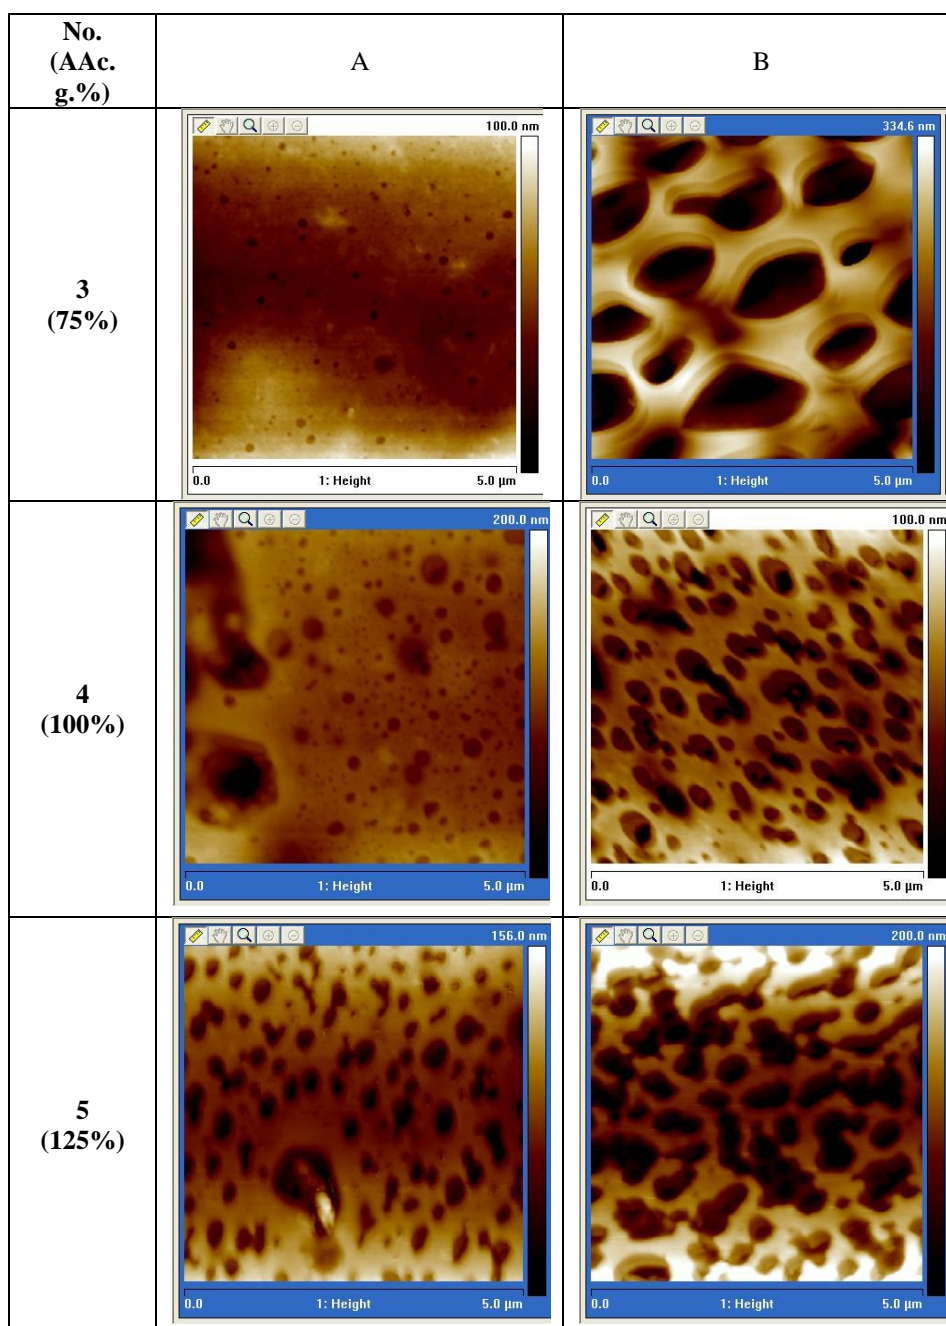 No.
(AAc.
g.%)
A
B
3
(75%)
100.0 nm
0.0 1: Height 5.0 µm
334.6 nm
0.0 1: Height 5.0 µm
4
(100%)
200.0 nm
0.0 1: Height 5.0 µm
100.0 nm
0.0 1: Height 5.0 µm
5
(125%)
156.0 nm
0.0 1: Height 5.0 µm
200.0 nm
0.0 1: Height 5.0 µm